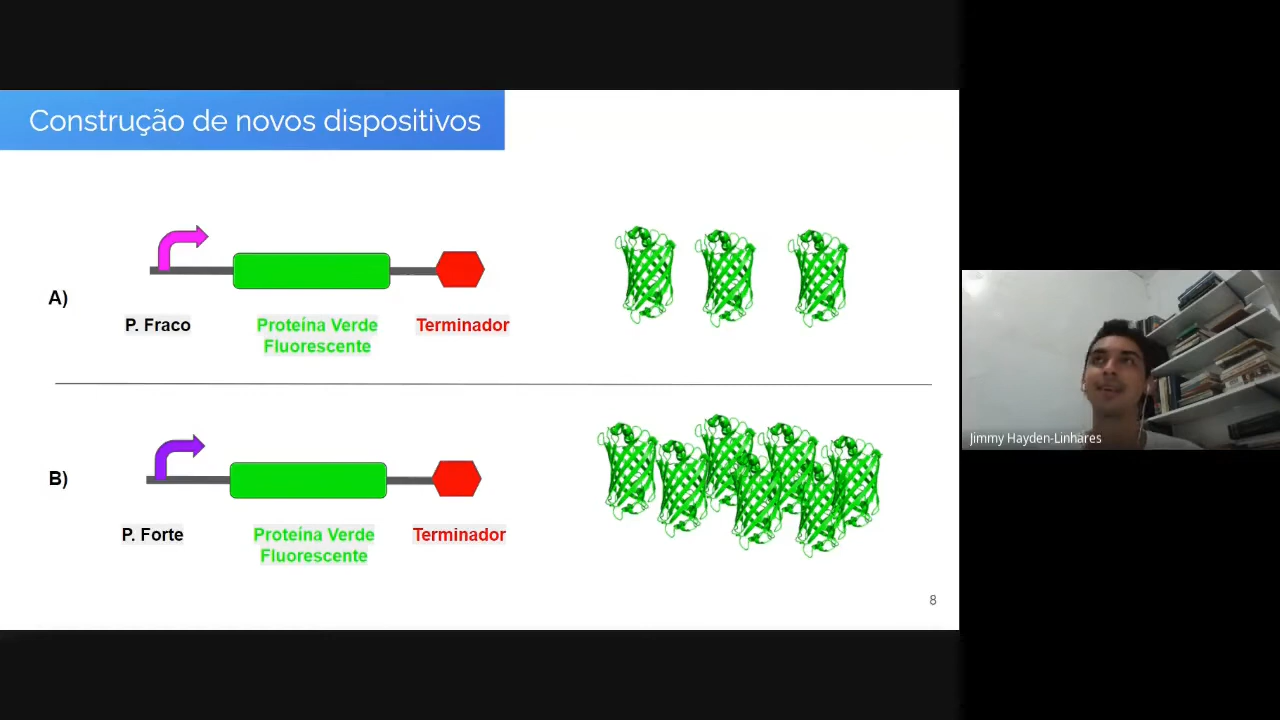 Construção de novos dispositivos
A)
P. Fraco
Proteína Verde
Fluorescente
Terminador
B)
P. Forte
Proteína Verde
Fluorescente
Terminador
8
Jimmy Hayden-Linhares